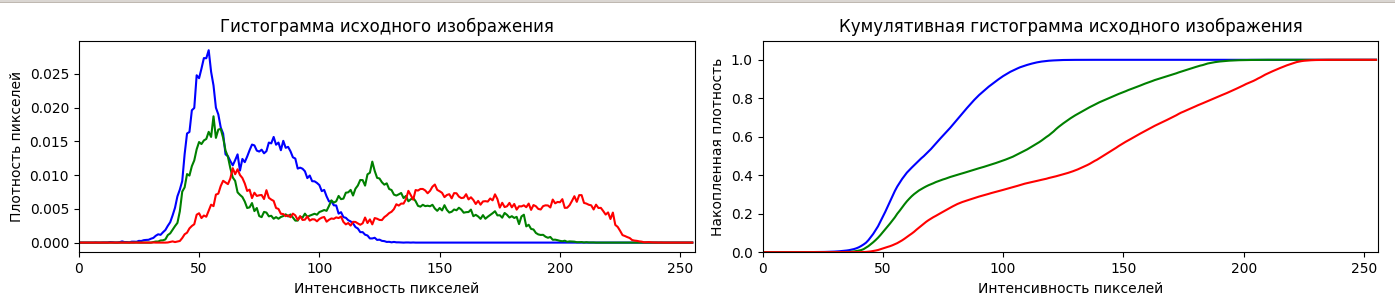 Гистограмма исходного изображения
Плотность пикселей
0.025
0.020
0.015
0.010
0.005
0.000
0 50 100 150 200 250
Интенсивность пикселей
Кумулятивная гистограмма исходного изображения
Накопленная плотность
1.0
0.8
0.6
0.4
0.2
0.0
0 50 100 150 200 250
Интенсивность пикселей